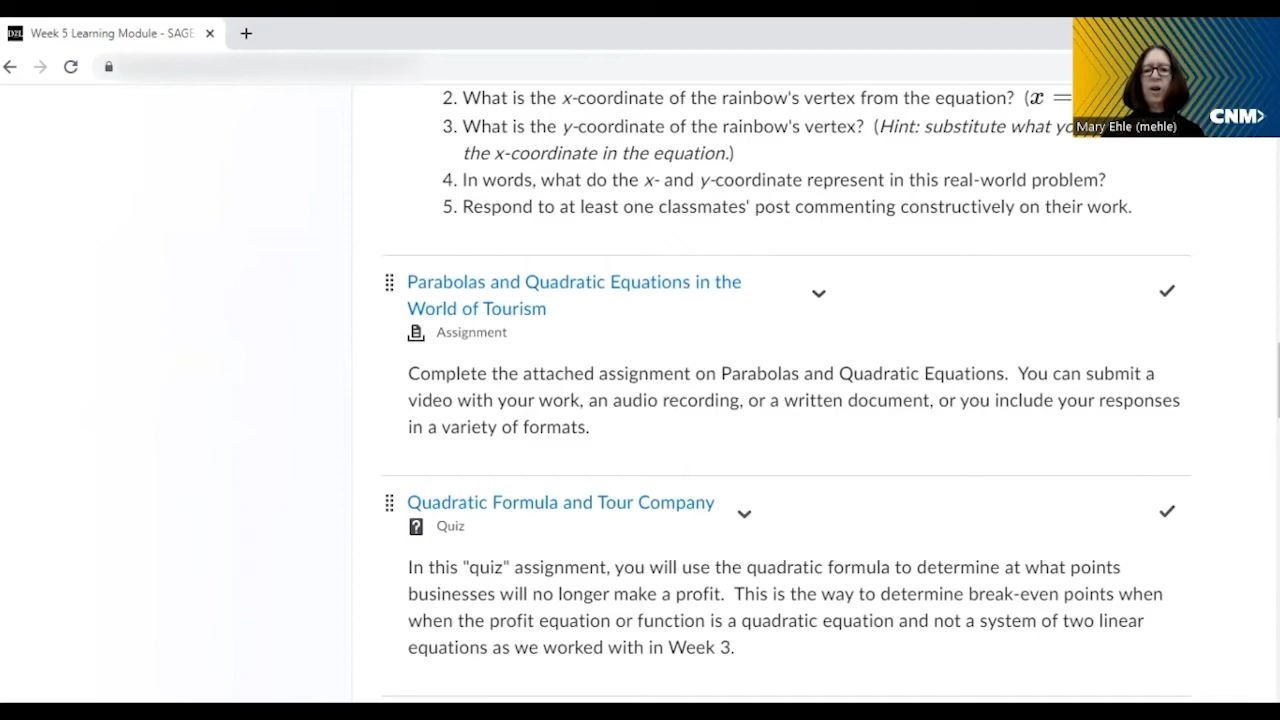 D2L Week 5 Learning Module - SAGE
2. What is the x-coordinate of the rainbow's vertex from the equation? (x =
3. What is the y-coordinate of the rainbow's vertex? (Hint: substitute what yo
the x-coordinate in the equation.)
4. In words, what do the x- and y-coordinate represent in this real-world problem?
5. Respond to at least one classmates' post commenting constructively on their work.
Mary Ehle (mehle)
CNM
Parabolas and Quadratic Equations in the
World of Tourism
Assignment
Complete the attached assignment on Parabolas and Quadratic Equations. You can submit a
video with your work, an audio recording, or a written document, or you include your responses
in a variety of formats.
Quadratic Formula and Tour Company
Quiz
In this "quiz" assignment, you will use the quadratic formula to determine at what points
businesses will no longer make a profit. This is the way to determine break-even points when
when the profit equation or function is a quadratic equation and not a system of two linear
equations as we worked with in Week 3.